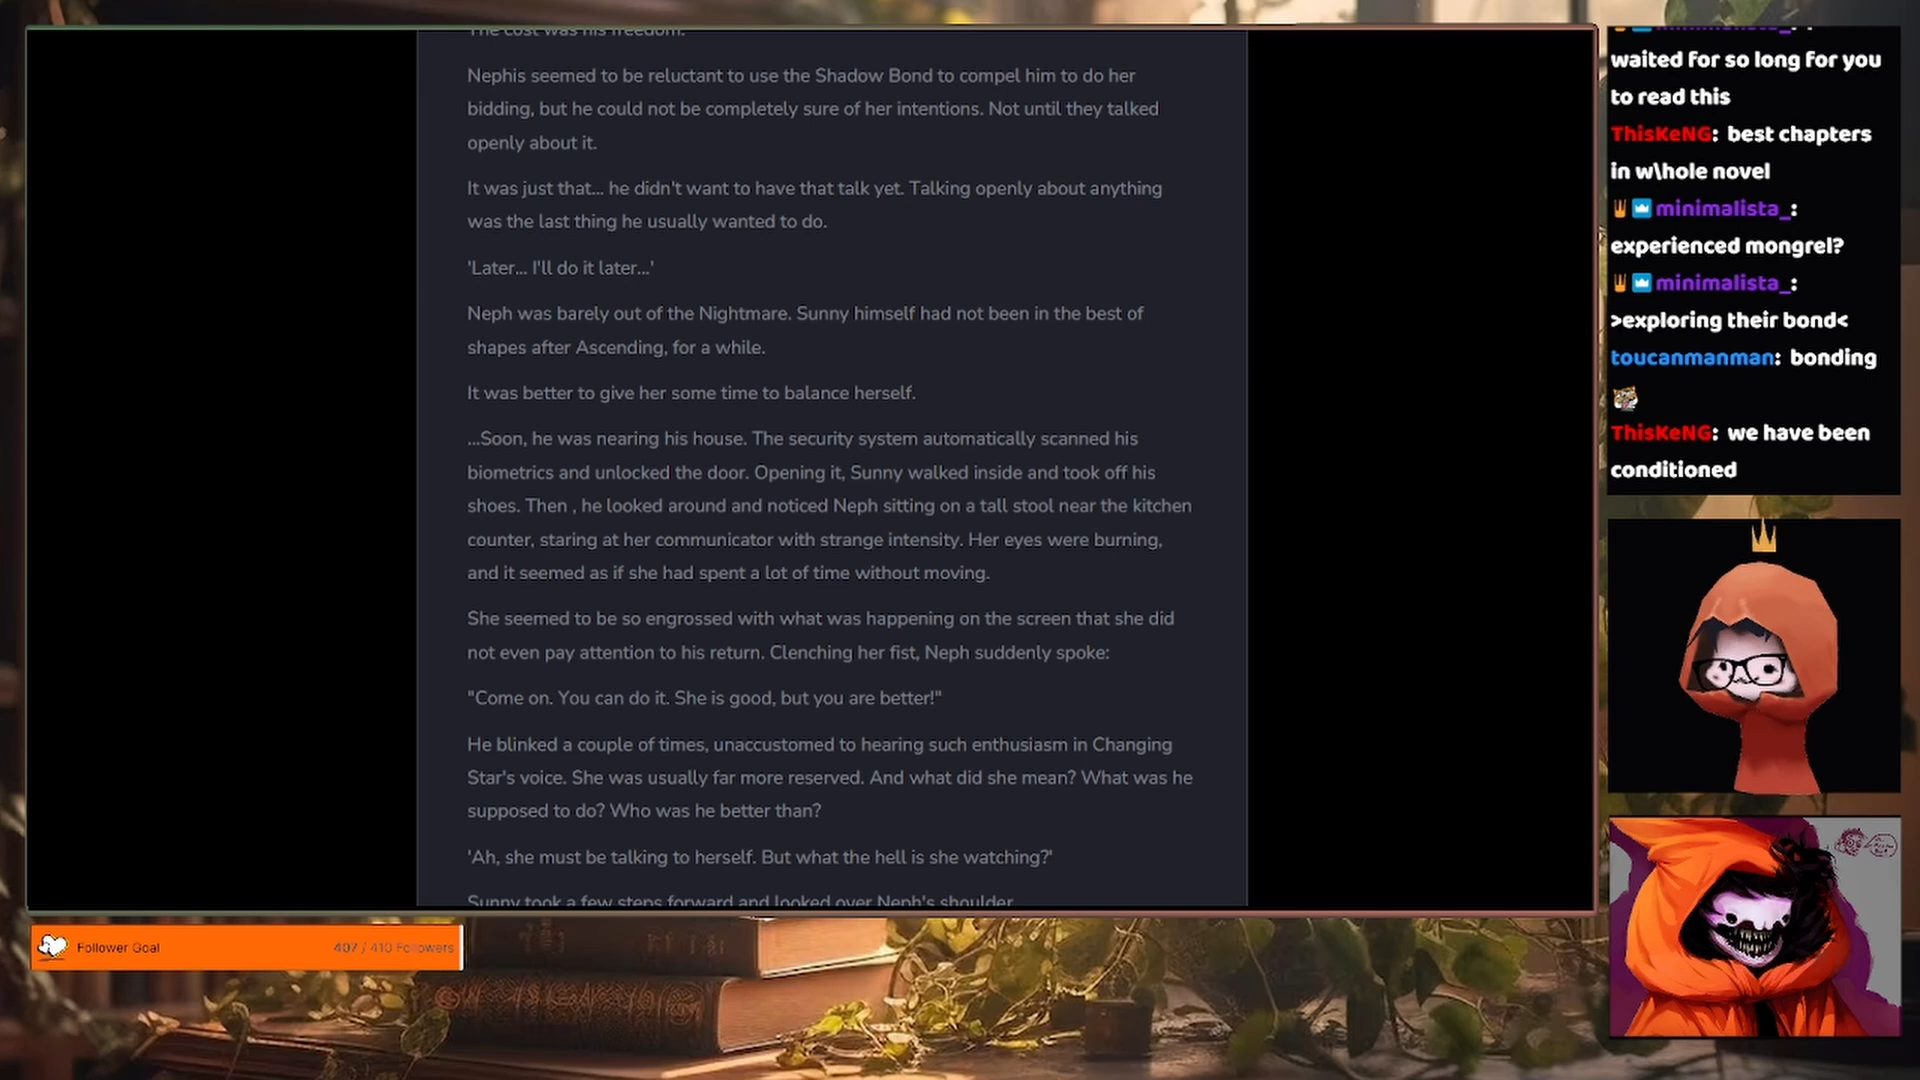 The cost was his freedom.
Nephis seemed to be reluctant to use the Shadow Bond to compel him to do her
bidding, but he could not be completely sure of her intentions. Not until they talked
openly about it.
It was just that... he didn't want to have that talk yet. Talking openly about anything
was the last thing he usually wanted to do.
'Later... I'll do it later...'
Neph was barely out of the Nightmare. Sunny himself had not been in the best of
shapes after Ascending, for a while.
It was better to give her some time to balance herself.
...Soon, he was nearing his house. The security system automatically scanned his
biometrics and unlocked the door. Opening it, Sunny walked inside and took off his
shoes. Then , he looked around and noticed Neph sitting on a tall stool near the kitchen
counter, staring at her communicator with strange intensity. Her eyes were burning,
and it seemed as if she had spent a lot of time without moving.
She seemed to be so engrossed with what was happening on the screen that she did
not even pay attention to his return. Clenching her fist, Neph suddenly spoke:
"Come on. You can do it. She is good, but you are better!"
He blinked a couple of times, unaccustomed to hearing such enthusiasm in Changing
Star's voice. She was usually far more reserved. And what did she mean? What was he
supposed to do? Who was he better than?
'Ah, she must be talking to herself. But what the hell is she watching?'
Sunny took a few steps forward and looked over Neph's shoulder
waited for so long for you
to read this
ThisKeNG: best chapters
in w\hole novel
minimalista_:
experienced mongrel?
minimalista_:
>exploring their bond<
toucanmanman: bonding
ThisKeNG: we have been
conditioned
Follower Goal
407 / 410 Followers